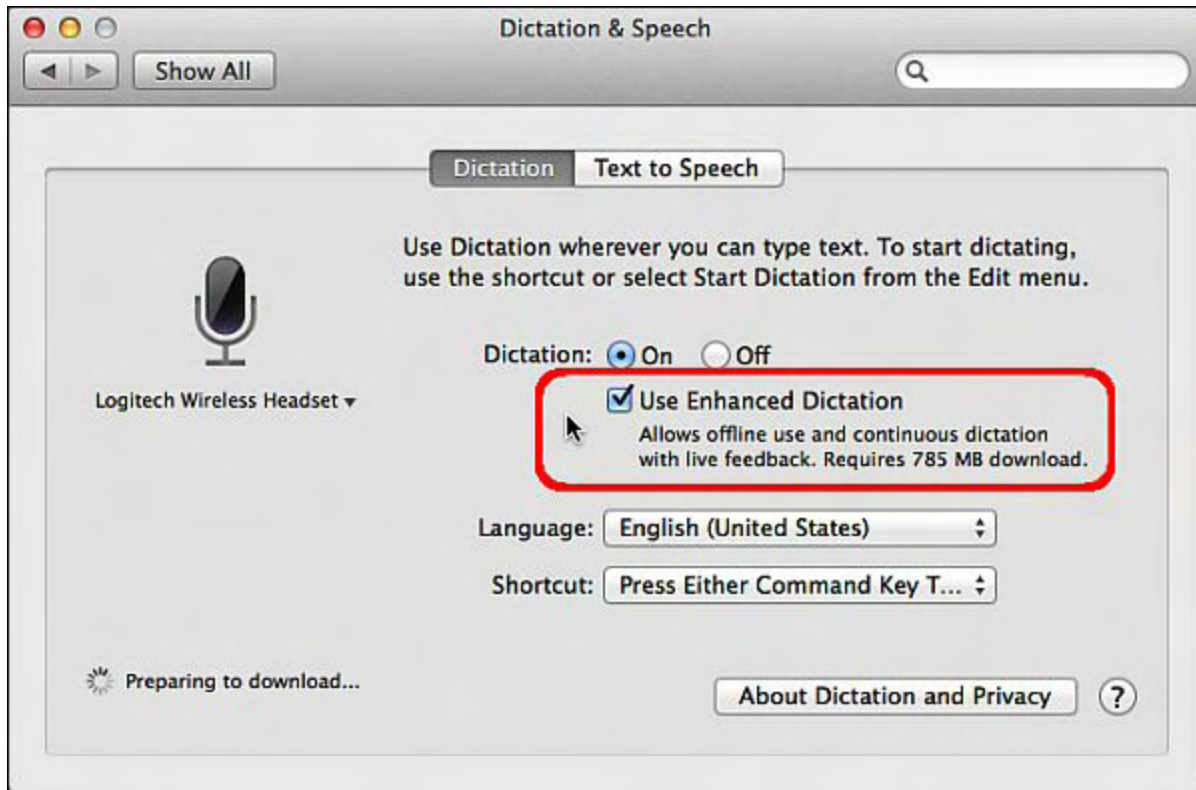 Dictation & Speech
Show All
Dictation
Text to Speech
Use Dictation wherever you can type text. To start dictating,
use the shortcut or select Start Dictation from the Edit menu.
Logitech Wireless Headset
Dictation: On Off
Use Enhanced Dictation
Allows offline use and continuous dictation
with live feedback. Requires 785 MB download.
Language: English (United States)
Shortcut: Press Either Command Key T...
Preparing to download...
About Dictation and Privacy ?